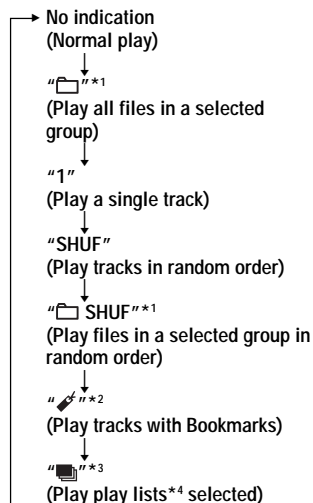 No indication
(Normal play)
“ ”*1
(Play all files in a selected
group)
“1”
(Play a single track)
“SHUF”
(Play tracks in random order)
“ SHUF”*1
(Play files in a selected group in
random order)
“ ”*2
(Play tracks with Bookmarks)
“ ”*3
(Play play lists*4 selected)